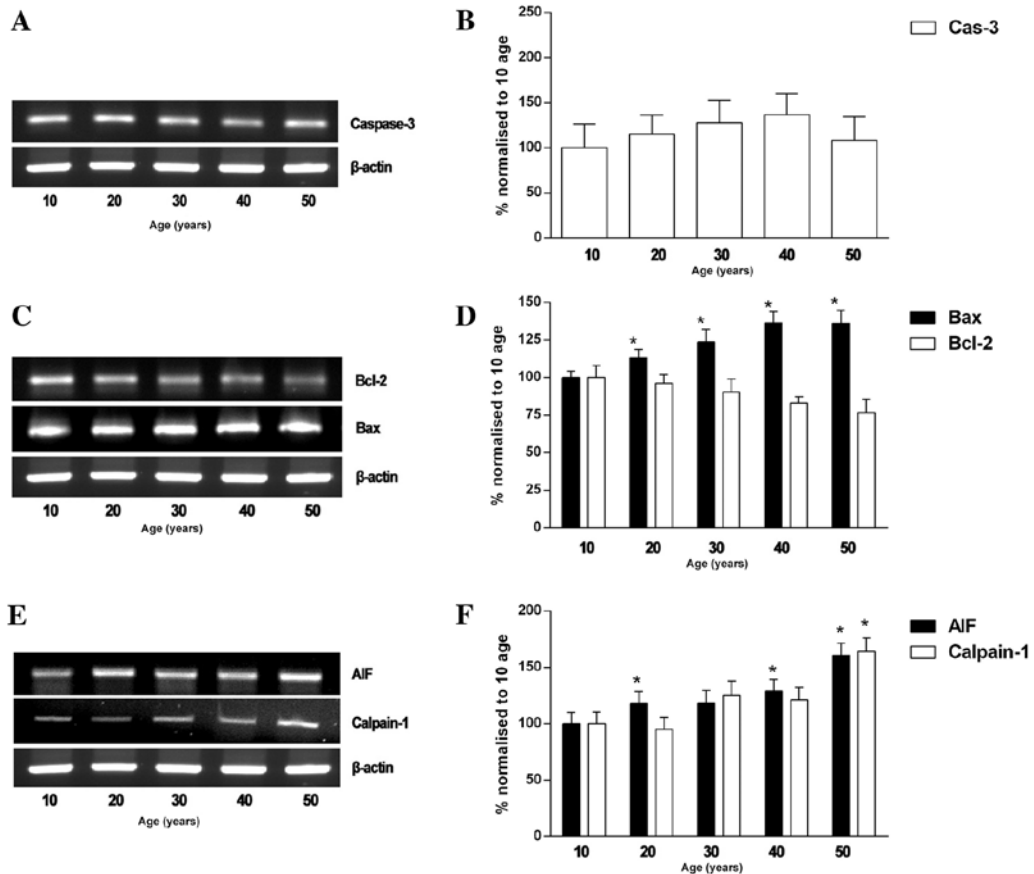 A
Caspase-3
β-actin
10 20 30 40 50
Age (years)
B
Cas-3
% normalised to 10 age
250
200
150
100
50
0
10 20 30 40 50
Age (years)
C
Bcl-2
Bax
β-actin
10 20 30 40 50
Age (years)
D
Bax
Bcl-2
% normalised to 10 age
150
125
100
75
50
25
0
* * * *
10 20 30 40 50
Age (years)
E
AIF
Calpain-1
β-actin
10 20 30 40 50
Age (years)
F
AIF
Calpain-1
% normalised to 10 age
200
150
100
50
0
* * * *
10 20 30 40 50
Age (years)